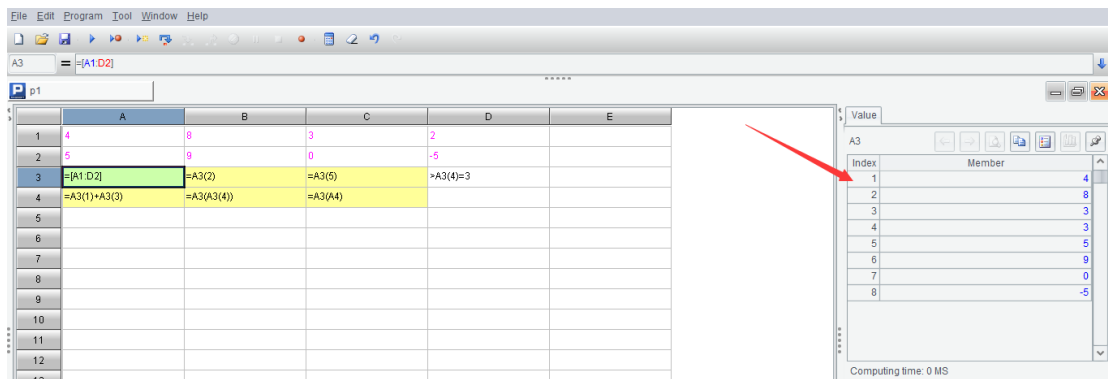 File Edit Program Tool Window Help
A3 = =[A1:D2]
p1
A B C D E
1 4 8 3 2
2 5 9 0 -5
3 =[A1:D2] =A3(2) =A3(5) >A3(4)=3
4 =A3(1)+A3(3) =A3(A3(4)) =A3(A4)
5
6
7
8
9
10
11
12
Value
A3
Index Member
1 4
2 8
3 3
4 3
5 5
6 9
7 0
8 -5
Computing time: 0 MS